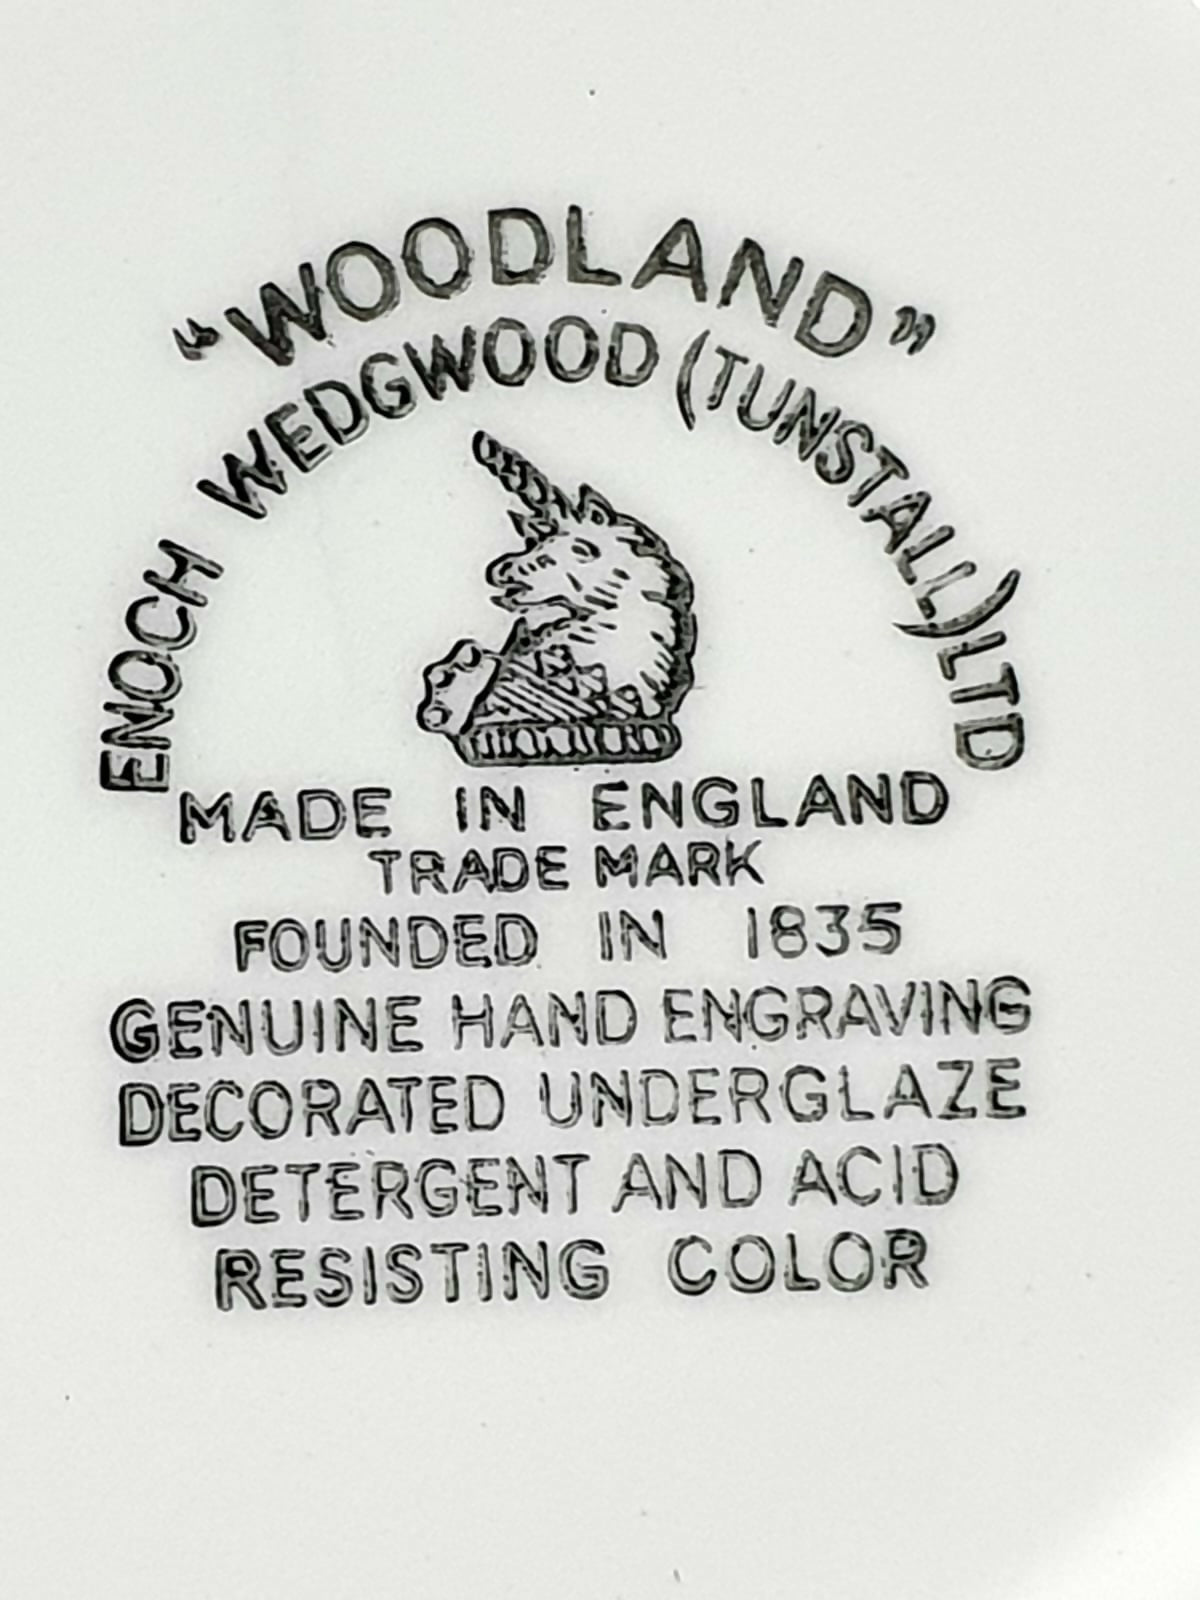 “WOODLAND”
ENOCH WEDGWOOD (TUNSTALL) LTD
MADE IN ENGLAND
TRADE MARK
FOUNDED IN 1835
GENUINE HAND ENGRAVING
DECORATED UNDERGLAZE
DETERGENT AND ACID
RESISTING COLOR